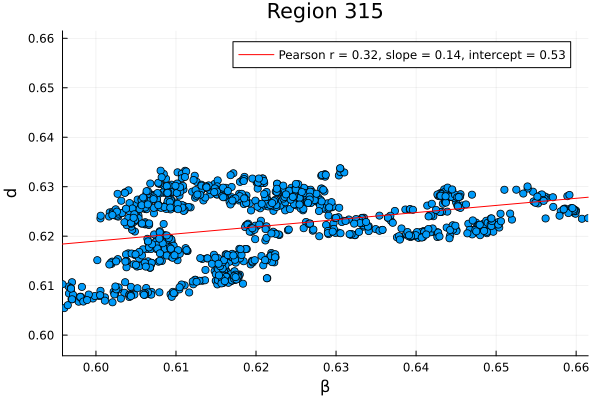 Region 315
Pearson r = 0.32, slope = 0.14, intercept = 0.53
d
0.66
0.65
0.64
0.63
0.62
0.61
0.60
0.60 0.61 0.62 0.63 0.64 0.65 0.66
β